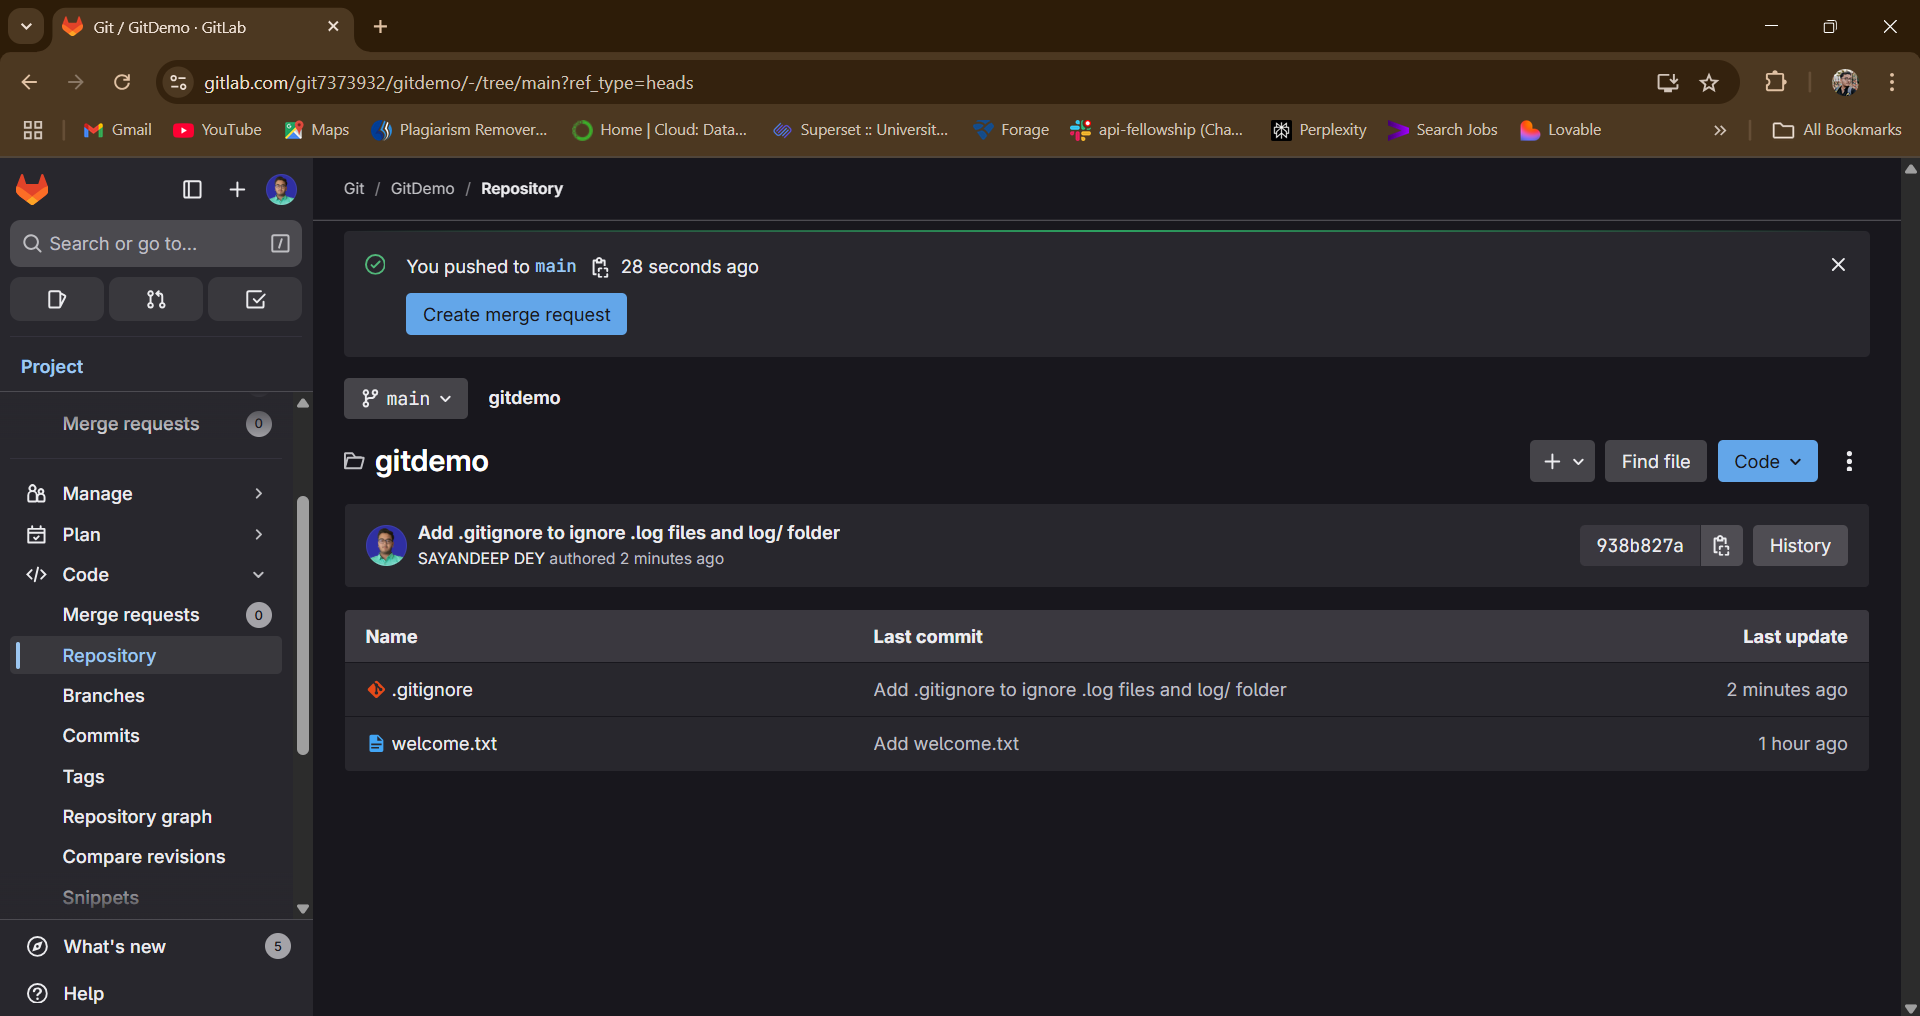 Git / GitDemo · GitLab
gitlab.com/git7373932/gitdemo/-/tree/main?ref_type=heads
Gmail
YouTube
Maps
Plagiarism Remover...
Home | Cloud: Data...
Superset :: Universit...
Forage
api-fellowship (Cha...
Perplexity
Search Jobs
Lovable
»
All Bookmarks
Search or go to...
/
Project
Merge requests 0
Manage
Plan
Code
Merge requests 0
Repository
Branches
Commits
Tags
Repository graph
Compare revisions
Snippets
What's new 5
Help
Git / GitDemo / Repository
You pushed to main 28 seconds ago
Create merge request
main
gitdemo
gitdemo
Find file
Code
Add .gitignore to ignore .log files and log/ folder
SAYANDEEP DEY authored 2 minutes ago
938b827a
History
Name Last commit Last update
.gitignore Add .gitignore to ignore .log files and log/ folder 2 minutes ago
welcome.txt Add welcome.txt 1 hour ago